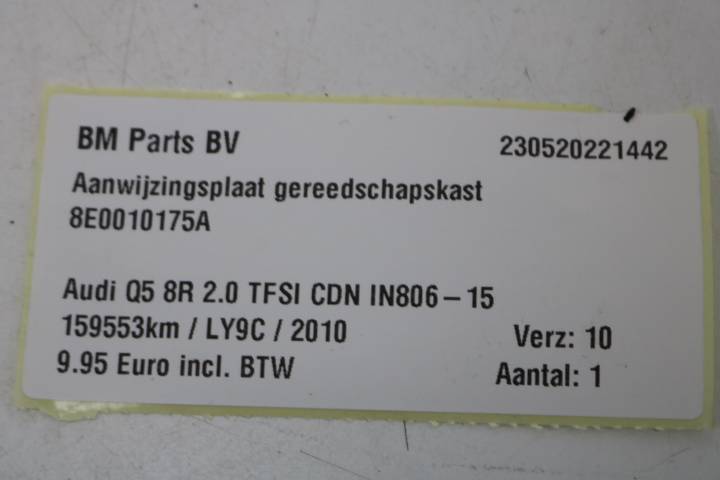 BM Parts BV 230520221442
Aanwijzingsplaat gereedschapskast
8E0010175A
Audi Q5 8R 2.0 TFSI CDN IN806-15
159553km / LY9C / 2010 Verz: 10
9.95 Euro incl. BTW Aantal: 1